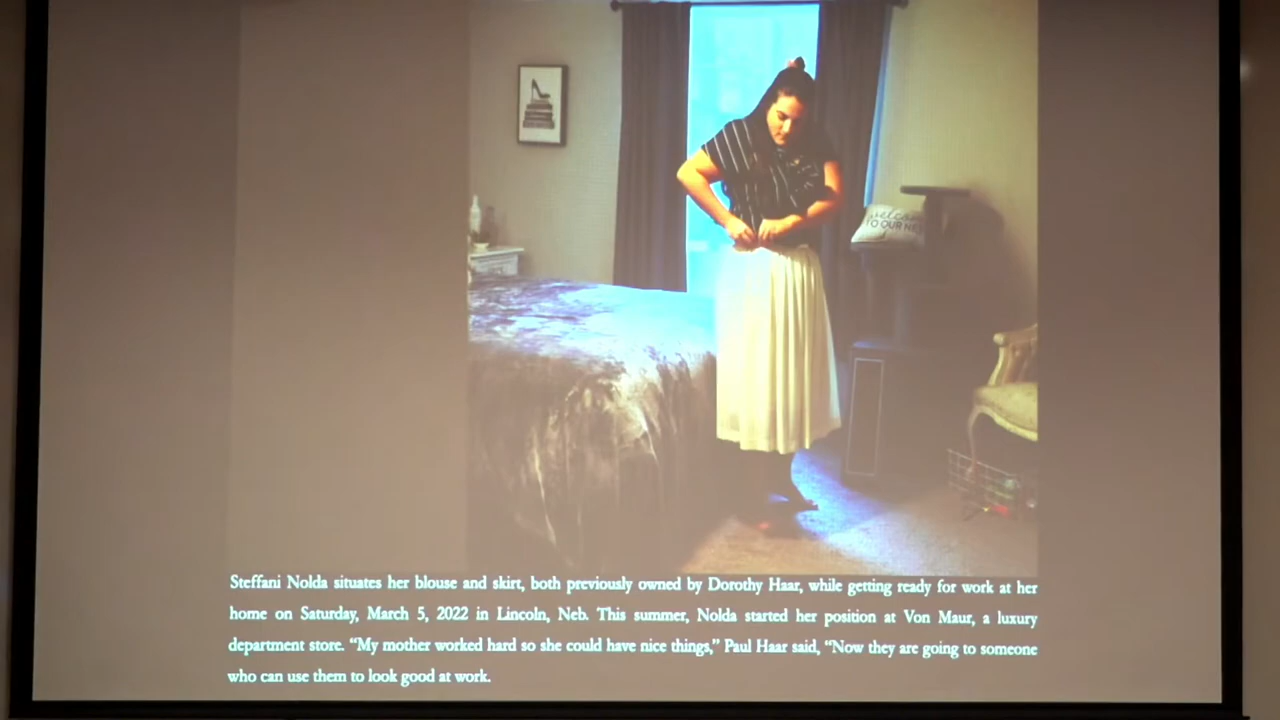 welcome
TO OUR
Steffani Nolda situates her blouse and skirt, both previously owned by Dorothy Haar, while getting ready for work at her
home on Saturday, March 5, 2022 in Lincoln, Neb. This summer, Nolda started her position at Von Maur, a luxury
department store. “My mother worked hard so she could have nice things,” Paul Haar said, “Now they are going to someone
who can use them to look good at work.